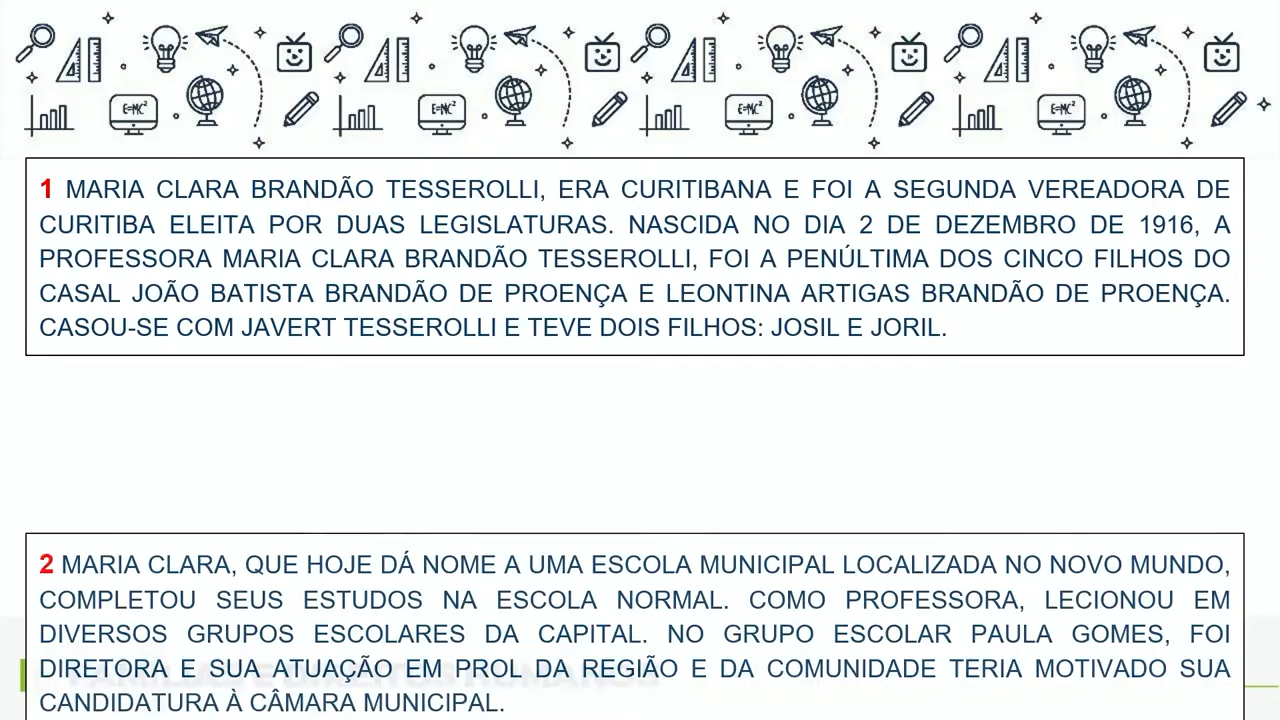 E=MC²
E=MC²
E=MC²
E=MC²
1 MARIA CLARA BRANDÃO TESSEROLLI, ERA CURITIBANA E FOI A SEGUNDA VEREADORA DE
CURITIBA ELEITA POR DUAS LEGISLATURAS. NASCIDA NO DIA 2 DE DEZEMBRO DE 1916, A
PROFESSORA MARIA CLARA BRANDÃO TESSEROLLI, FOI A PENÚLTIMA DOS CINCO FILHOS DO
CASAL JOÃO BATISTA BRANDÃO DE PROENÇA E LEONTINA ARTIGAS BRANDÃO DE PROENÇA.
CASOU-SE COM JAVERT TESSEROLLI E TEVE DOIS FILHOS: JOSIL E JORIL.
2 MARIA CLARA, QUE HOJE DÁ NOME A UMA ESCOLA MUNICIPAL LOCALIZADA NO NOVO MUNDO,
COMPLETOU SEUS ESTUDOS NA ESCOLA NORMAL. COMO PROFESSORA, LECIONOU EM
DIVERSOS GRUPOS ESCOLARES DA CAPITAL. NO GRUPO ESCOLAR PAULA GOMES, FOI
DIRETORA E SUA ATUAÇÃO EM PROL DA REGIÃO E DA COMUNIDADE TERIA MOTIVADO SUA
CANDIDATURA À CÂMARA MUNICIPAL.